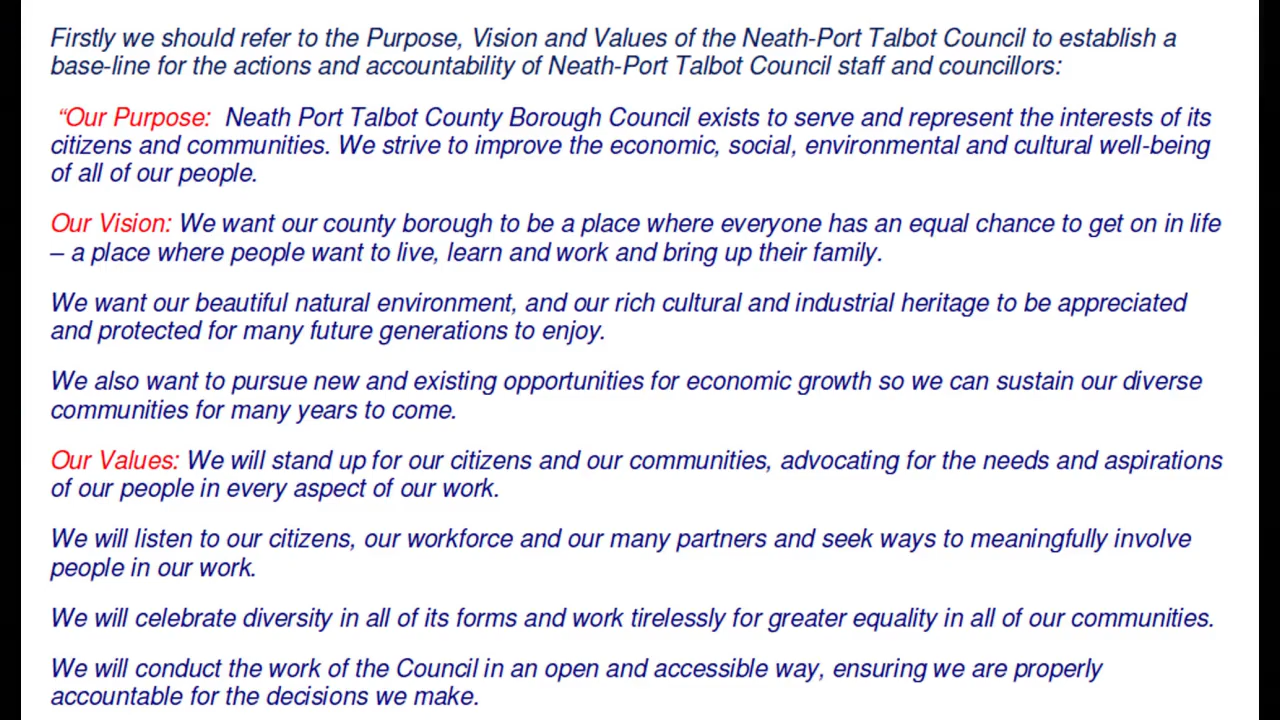 Firstly we should refer to the Purpose, Vision and Values of the Neath-Port Talbot Council to establish a
base-line for the actions and accountability of Neath-Port Talbot Council staff and councillors:
“Our Purpose: Neath Port Talbot County Borough Council exists to serve and represent the interests of its
citizens and communities. We strive to improve the economic, social, environmental and cultural well-being
of all of our people.
Our Vision: We want our county borough to be a place where everyone has an equal chance to get on in life
– a place where people want to live, learn and work and bring up their family.
We want our beautiful natural environment, and our rich cultural and industrial heritage to be appreciated
and protected for many future generations to enjoy.
We also want to pursue new and existing opportunities for economic growth so we can sustain our diverse
communities for many years to come.
Our Values: We will stand up for our citizens and our communities, advocating for the needs and aspirations
of our people in every aspect of our work.
We will listen to our citizens, our workforce and our many partners and seek ways to meaningfully involve
people in our work.
We will celebrate diversity in all of its forms and work tirelessly for greater equality in all of our communities.
We will conduct the work of the Council in an open and accessible way, ensuring we are properly
accountable for the decisions we make.